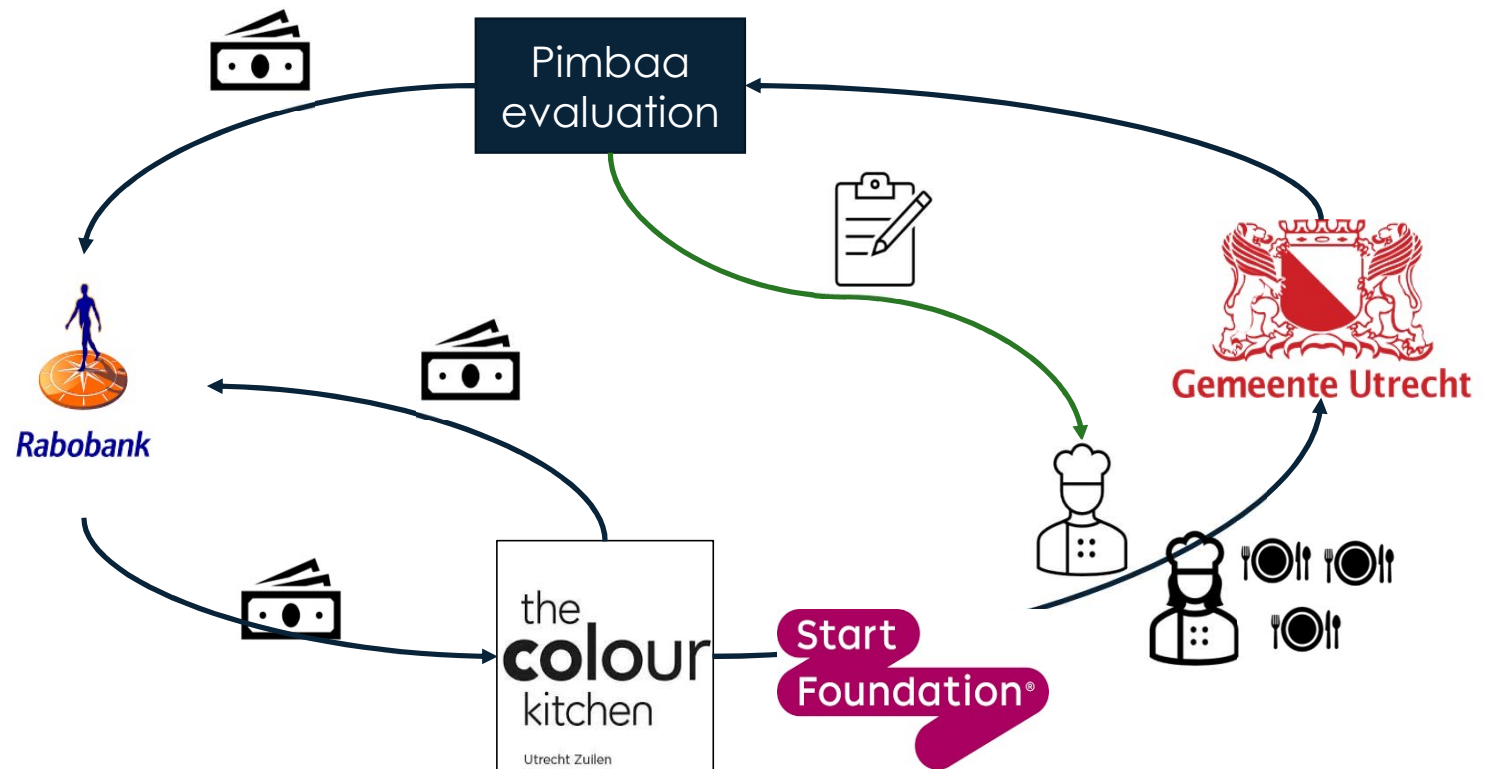 Pimbaa
evaluation
Gemeente Utrecht
Rabobank
the
colour
kitchen
Utrecht Zuilen
Start
Foundation®